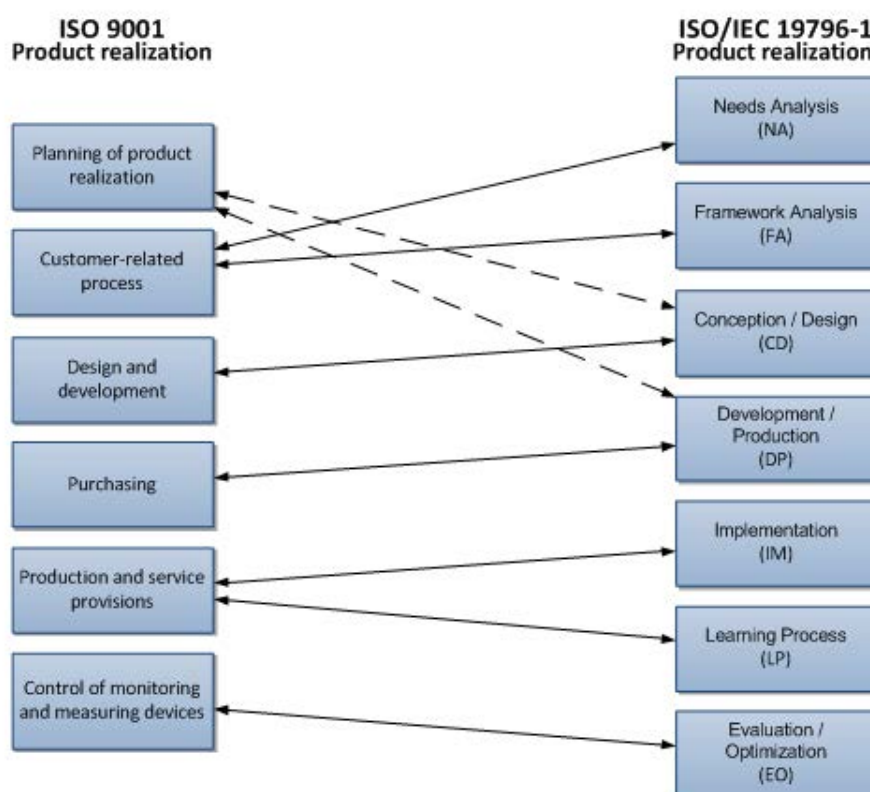 ISO 9001
Product realization
Planning of product
realization
Customer-related
process
Design and
development
Purchasing
Production and service
provisions
Control of monitoring
and measuring devices
ISO/IEC 19796-1
Product realization
Needs Analysis
(NA)
Framework Analysis
(FA)
Conception / Design
(CD)
Development /
Production
(DP)
Implementation
(IM)
Learning Process
(LP)
Evaluation /
Optimization
(EO)